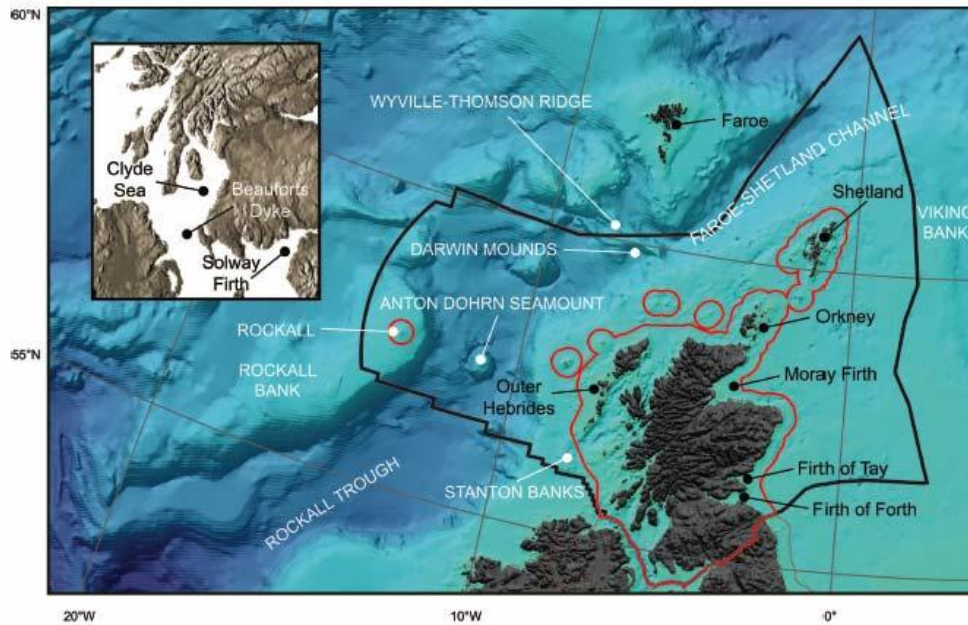 60°N
Clyde
Sea
Beauforts
Dyke
Solway
Firth
WYVILLE-THOMSON RIDGE
Faroe
FAROE-SHETLAND CHANNEL
Shetland
VIKING
BANK
DARWIN MOUNDS
ANTON DOHRN SEAMOUNT
ROCKALL
Orkney
55°N
ROCKALL
BANK
Outer
Hebrides
Moray Firth
STANTON BANKS
Firth of Tay
Firth of Forth
ROCKALL TROUGH
20°W
10°W
0°